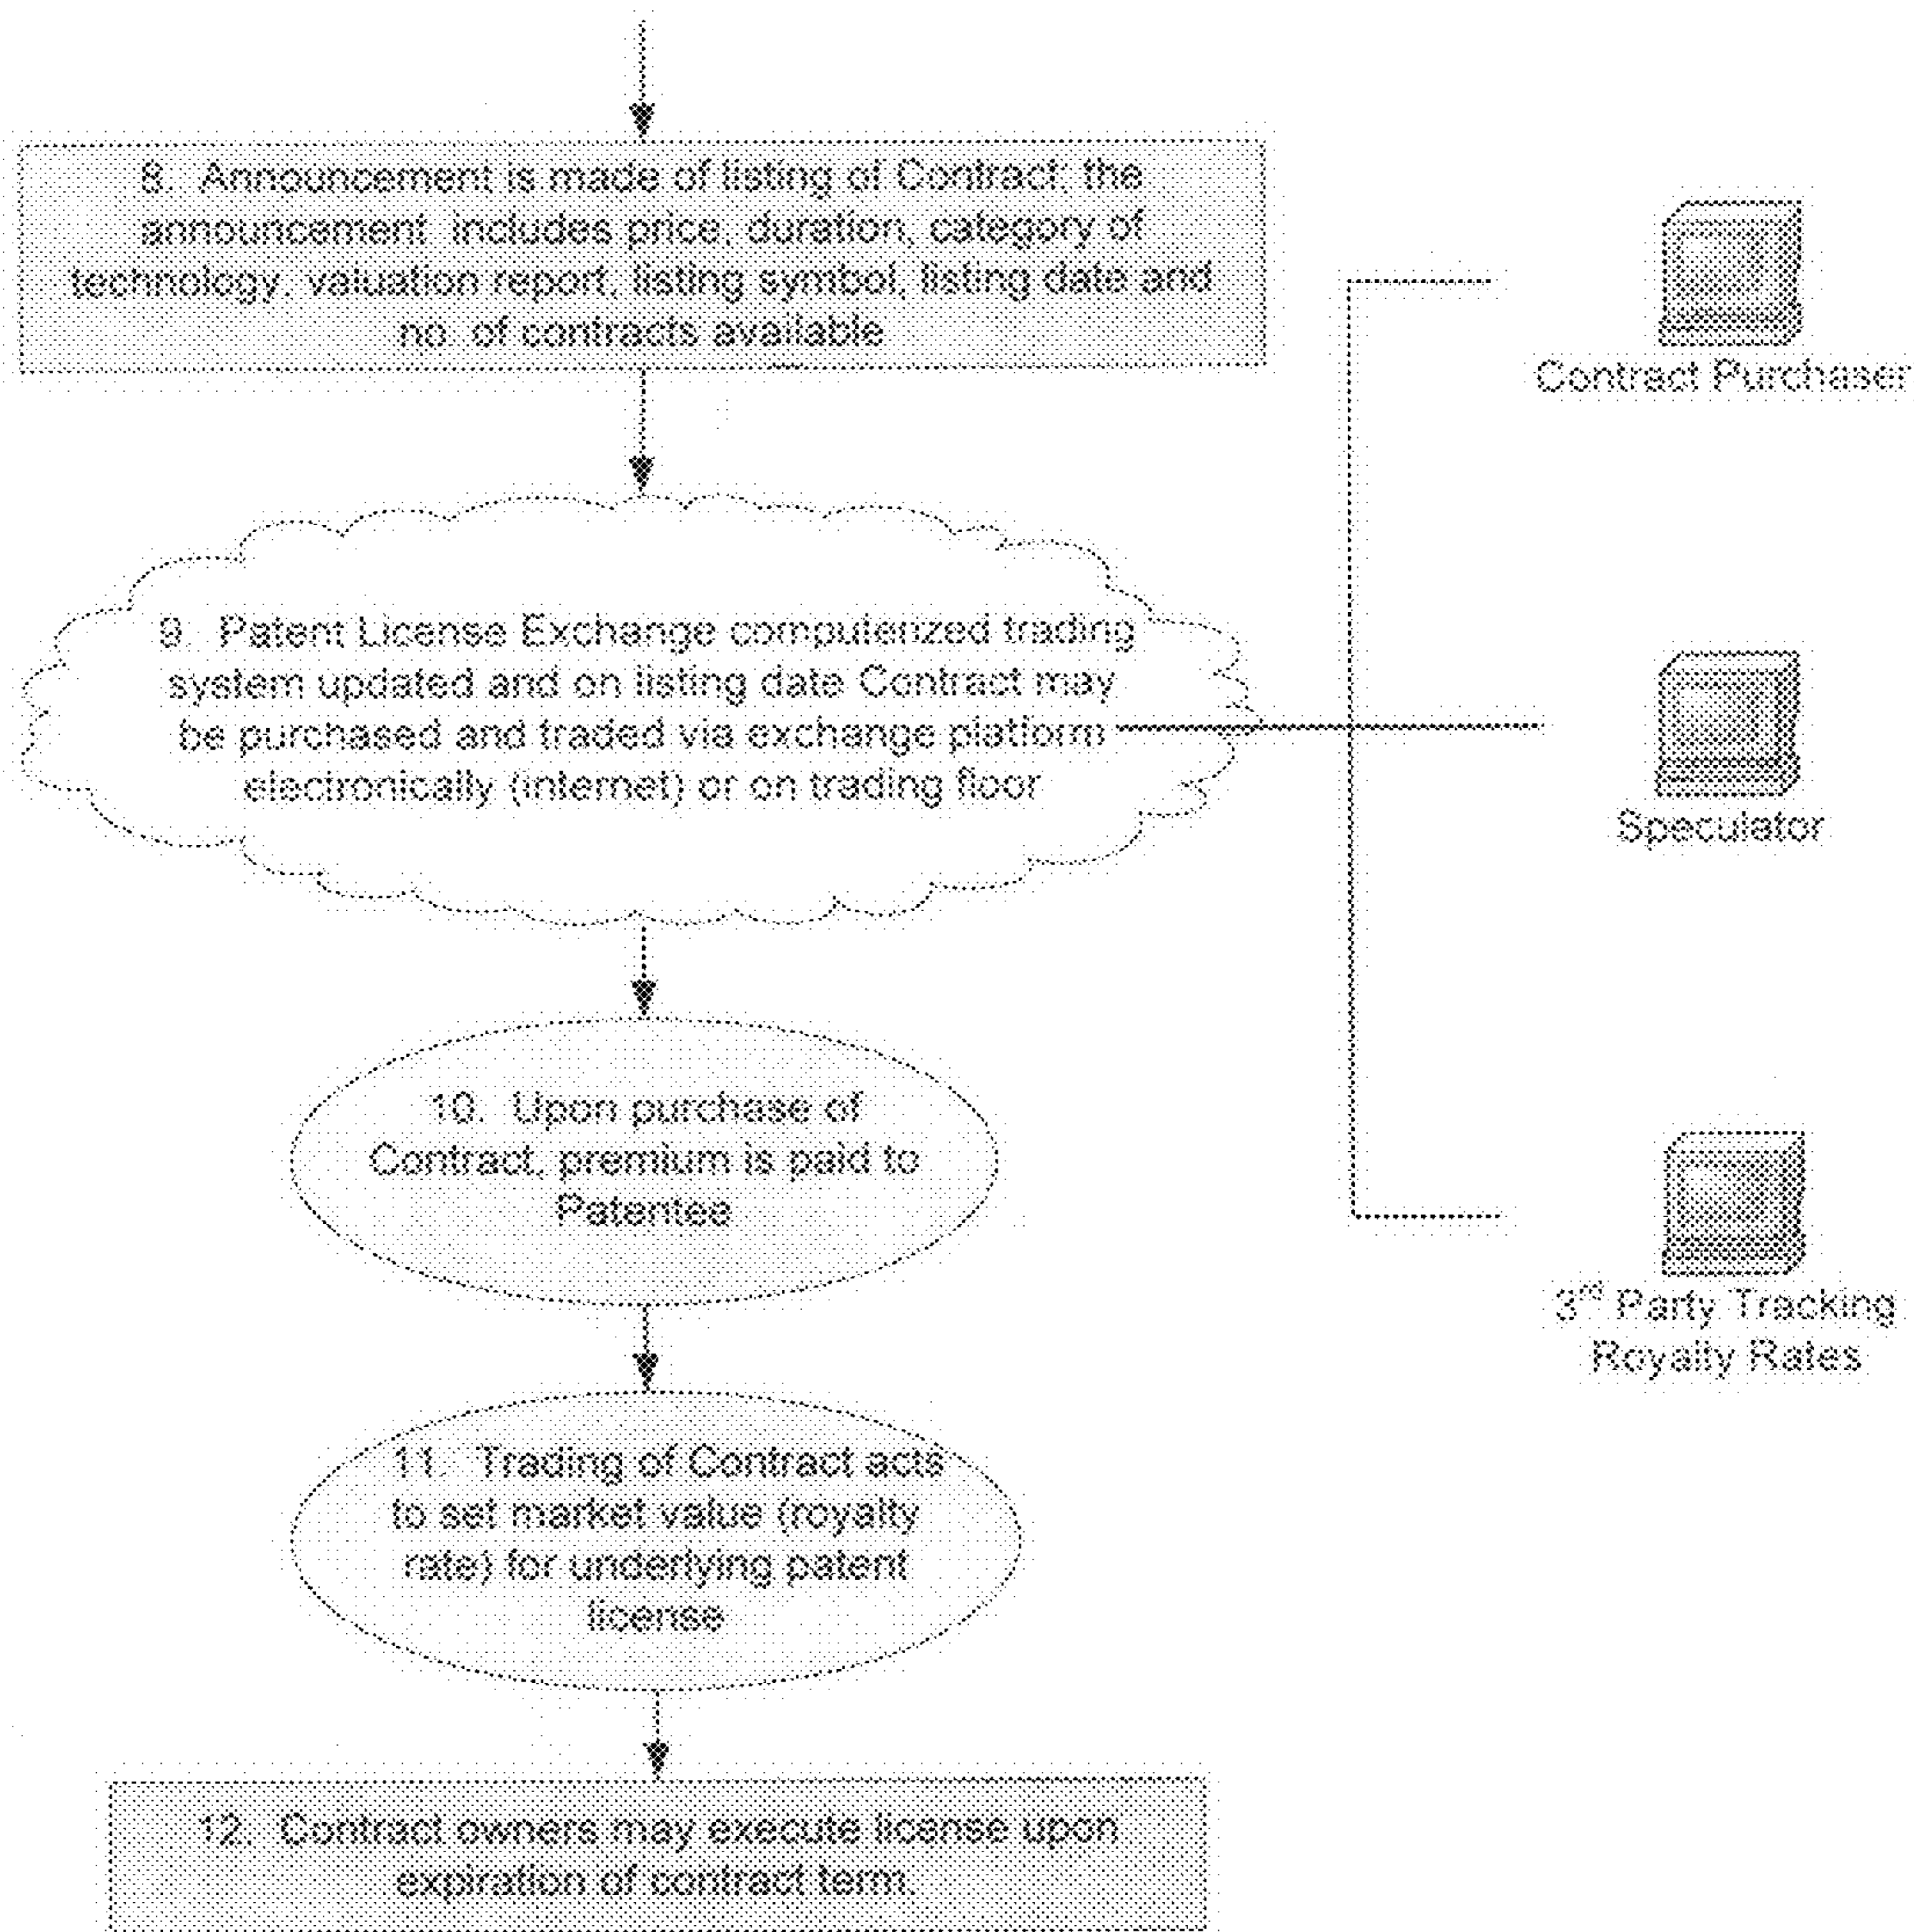 8. Announcement is made of listing of Contract: the
announcement includes price, duration, category of
technology, valuation report, listing symbol, listing date and
no. of contracts available
Contract Purchaser
9. Patent License Exchange computerized trading
system updated and on listing date Contract may
be purchased and traded via exchange platform
electronically (internet) or on trading floor
Speculator
10. Upon purchase of
Contract, premium is paid to
Patentee
3rd Party Tracking
Royalty Rates
11. Trading of Contract acts
to set market value (royalty
rate) for underlying patent
license
12. Contract owners may execute license upon
expiration of contract term.